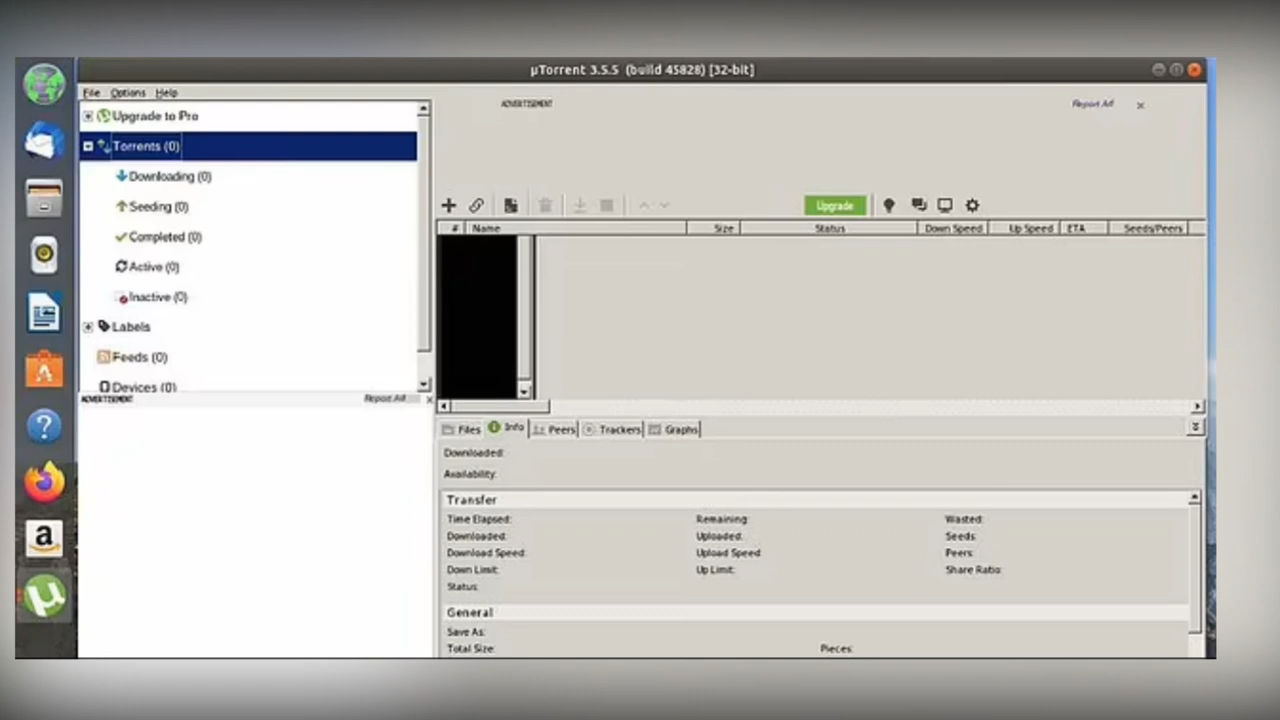 µTorrent 3.5.5 (build 45828) [32-bit]
File Options Help
ADVERTISEMENT Report Ad!
Upgrade to Pro
Torrents (0)
Downloading (0)
Seeding (0)
Completed (0)
Active (0)
Inactive (0)
Labels
Feeds (0)
Devices (0)
ADVERTISEMENT Report Ad!
Upgrade
# Name Size Status Down Speed Up Speed ETA Seeds/Peers
Files Info Peers Trackers Graphs
Downloaded:
Availability:
Transfer
Time Elapsed: Remaining: Wasted:
Downloaded: Uploaded: Seeds:
Download Speed: Upload Speed Peers:
Down Limit: Up Limit: Share Ratio:
Status:
General
Save As:
Total Size: Pieces: